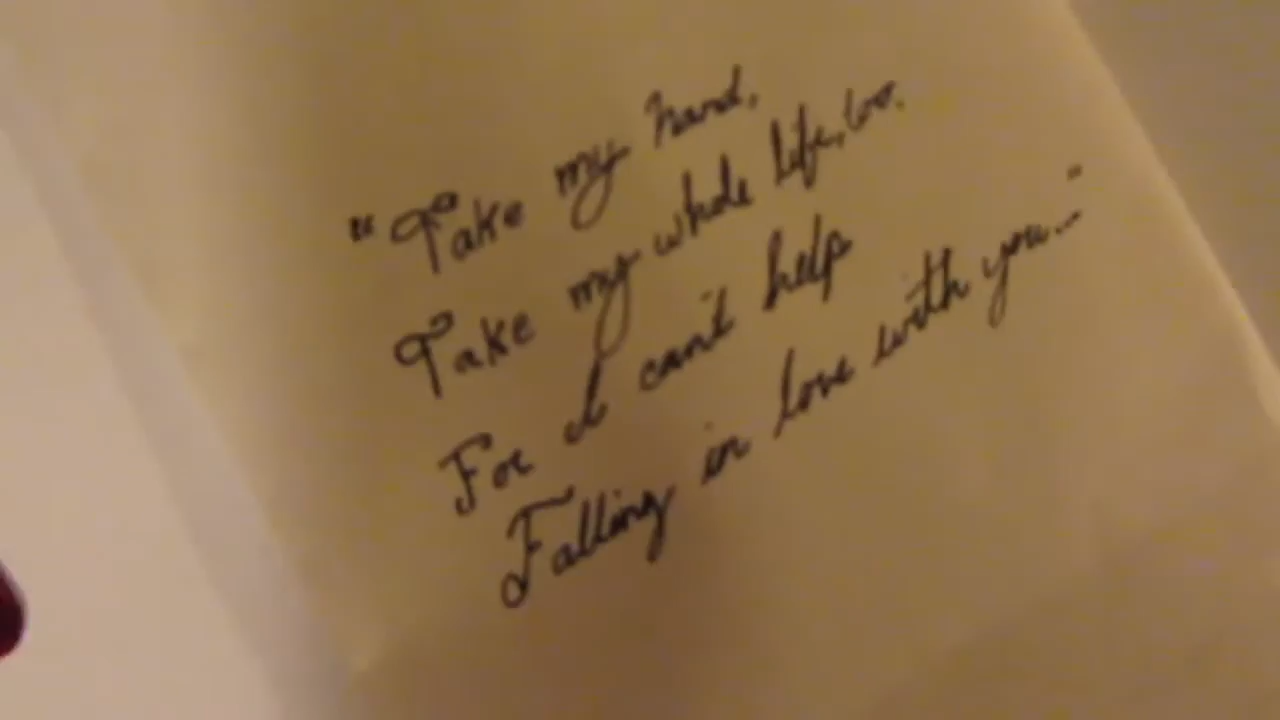 "Take my hand,
Take my whole life, too.
For I can't help
Falling in love with you..."